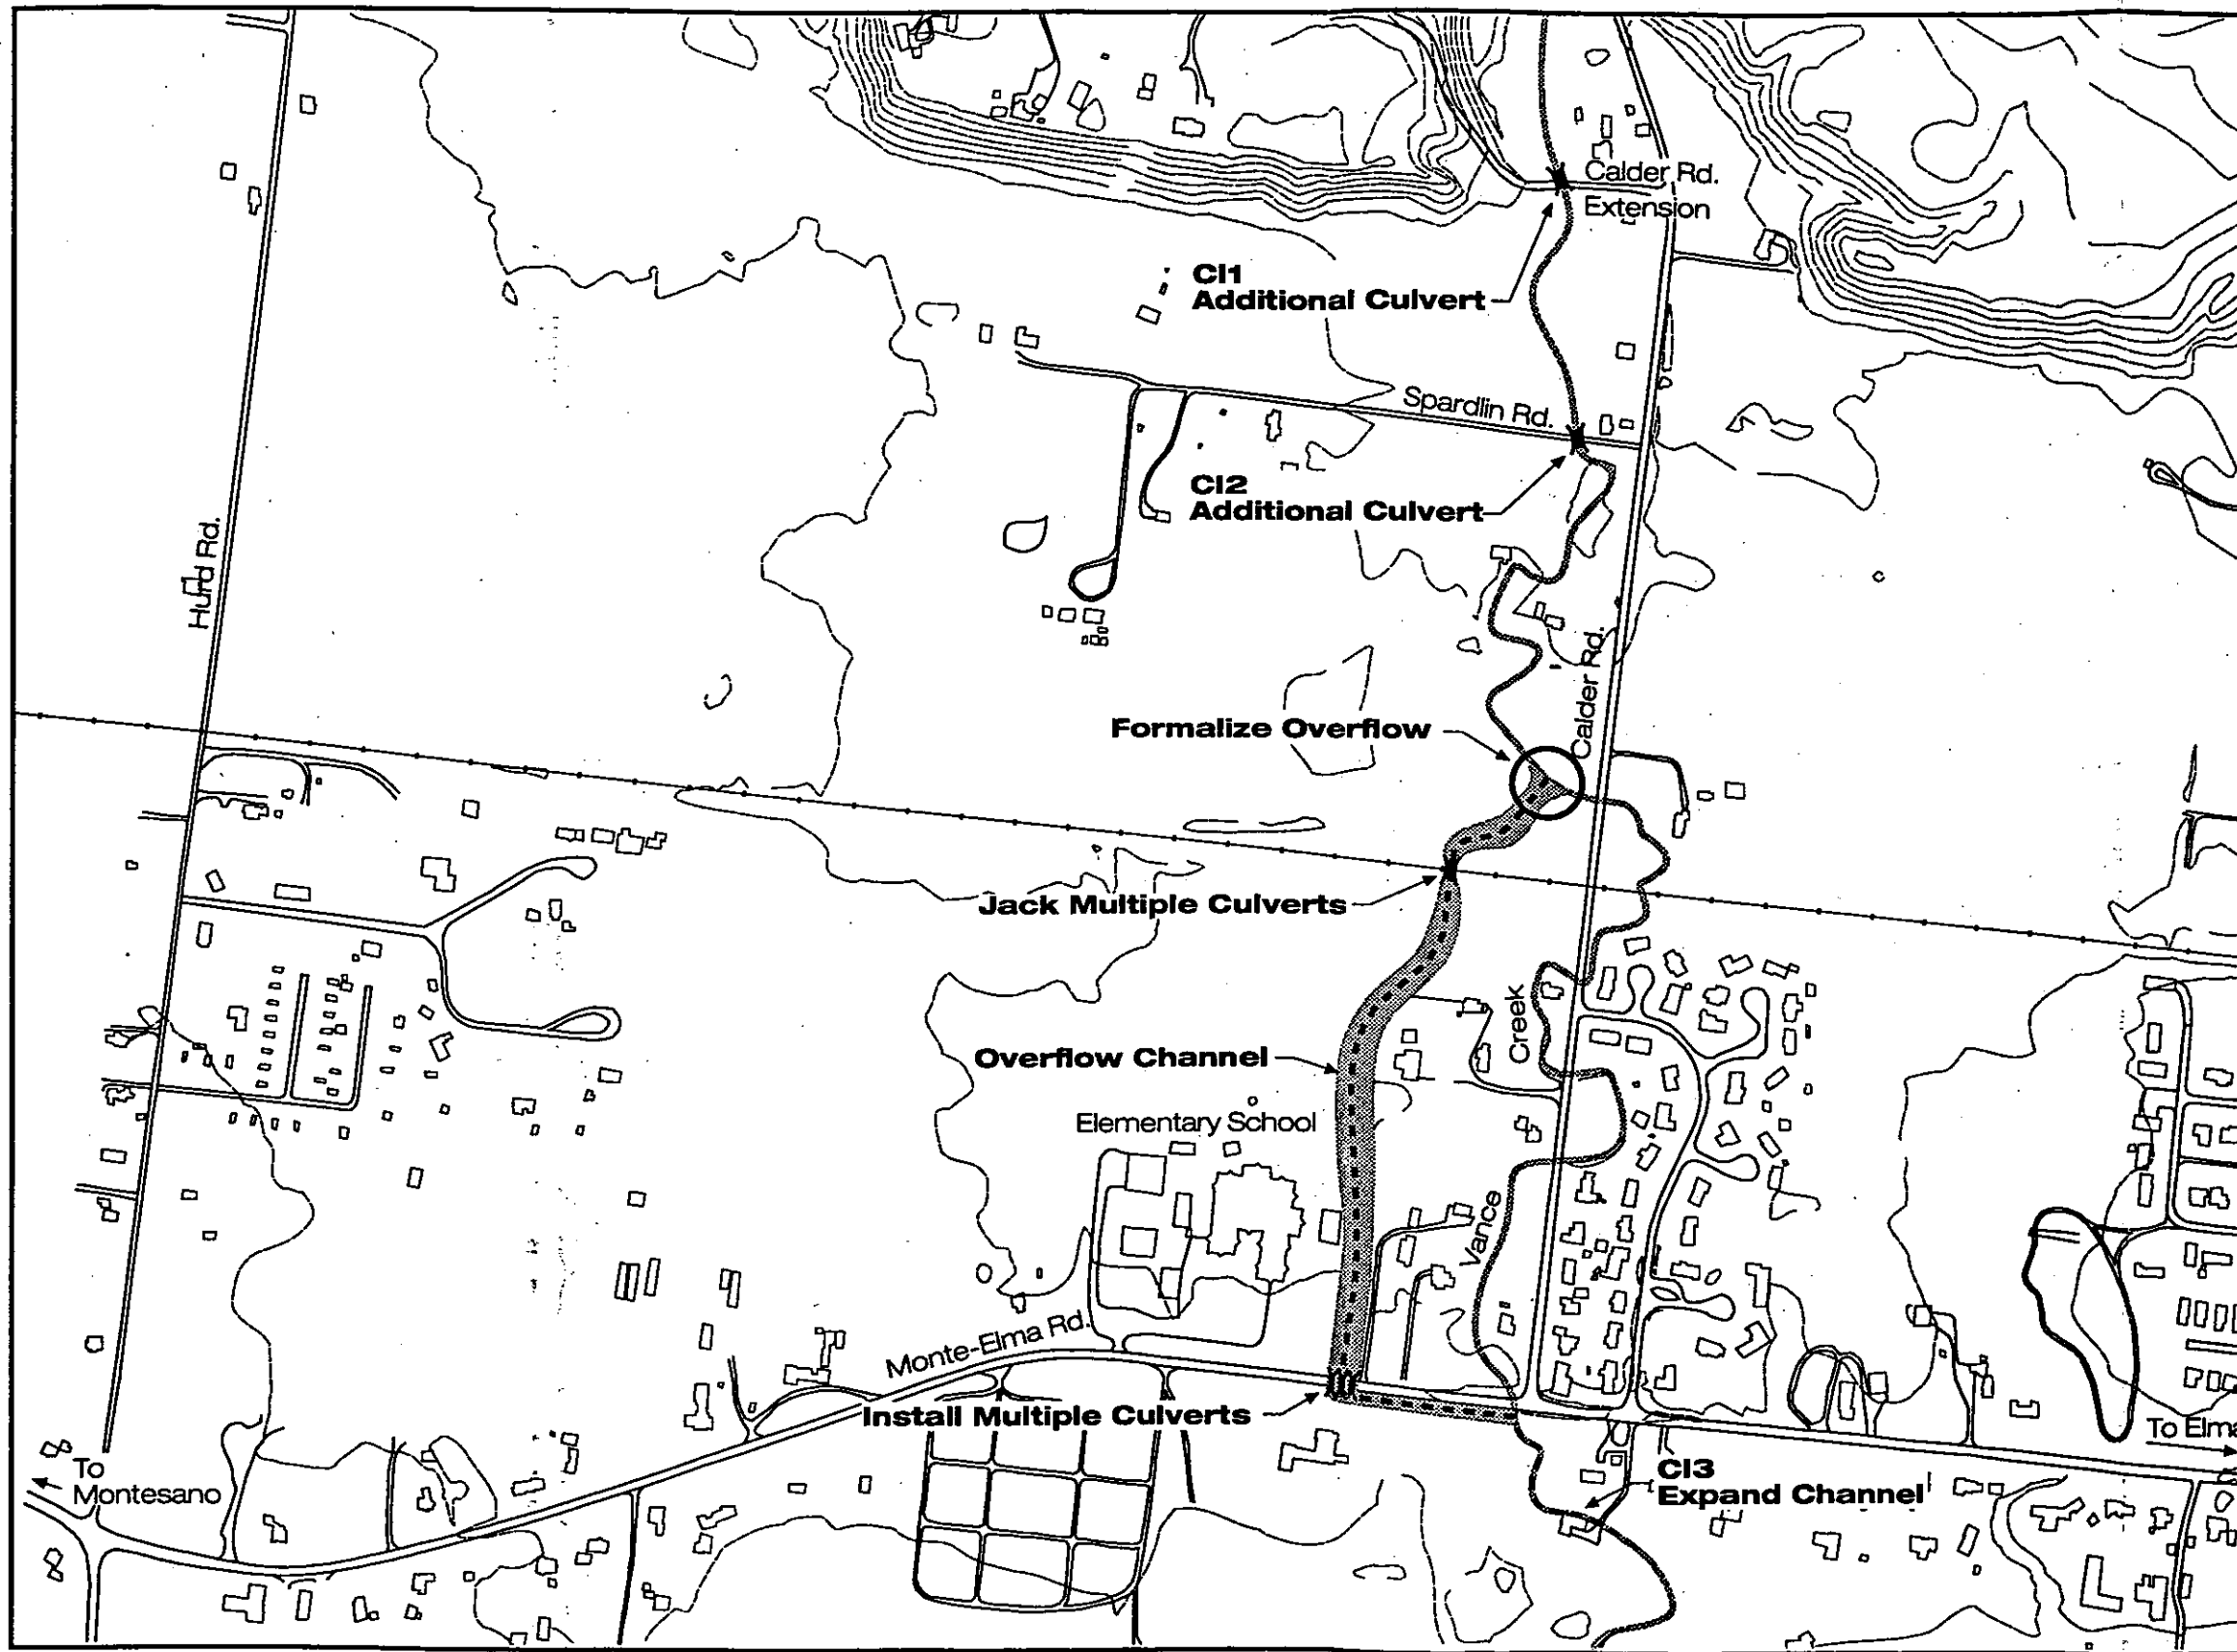 Calder Rd.
Extension
CI1
Additional Culvert
Spardlin Rd.
CI2
Additional Culvert
Hurd Rd.
Calder Rd.
Formalize Overflow
Jack Multiple Culverts
Creek
Overflow Channel
Elementary School
Vance
Monte-Elma Rd.
Install Multiple Culverts
To Elma
CI3
Expand Channel
To
Montesano